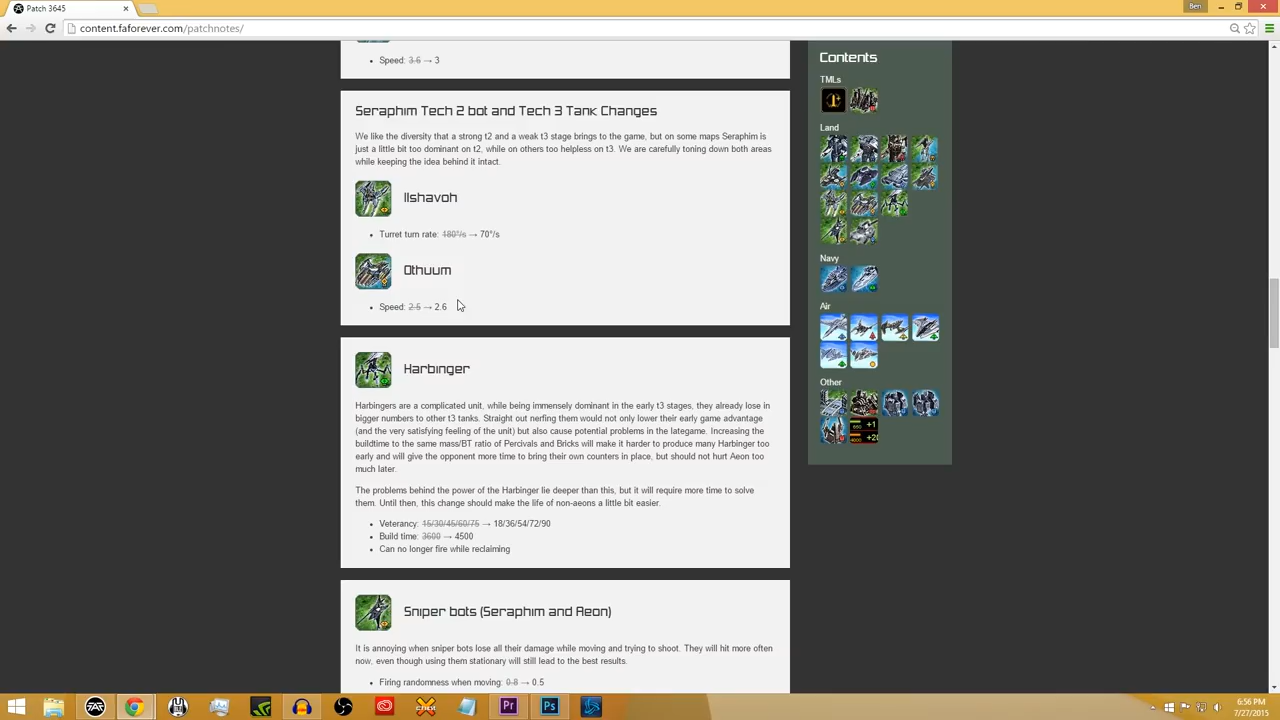 Patch 3645
Ben
content.faforever.com/patchnotes/
Speed: 3.6 → 3
Seraphim Tech 2 bot and Tech 3 Tank Changes
We like the diversity that a strong t2 and a weak t3 stage brings to the game, but on some maps Seraphim is
just a little bit too dominant on t2, while on others too helpless on t3. We are carefully toning down both areas
while keeping the idea behind it intact.
Ilshavoh
Turret turn rate: 180°/s → 70°/s
Othuum
Speed: 2.5 → 2.6
Harbinger
Harbingers are a complicated unit, while being immensely dominant in the early t3 stages, they already lose in
bigger numbers to other t3 tanks. Straight out nerfing them would not only lower their early game advantage
(and the very satisfying feeling of the unit) but also cause potential problems in the lategame. Increasing the
buildtime to the same mass/BT ratio of Percivals and Bricks will make it harder to produce many Harbinger too
early and will give the opponent more time to bring their own counters in place, but should not hurt Aeon too
much later.
The problems behind the power of the Harbinger lie deeper than this, but it will require more time to solve
them. Until then, this change should make the life of non-aeons a little bit easier.
Veterancy: 15/30/45/60/75 → 18/36/54/72/90
Build time: 3600 → 4500
Can no longer fire while reclaiming
Sniper bots (Seraphim and Aeon)
It is annoying when sniper bots lose all their damage while moving and trying to shoot. They will hit more often
now, even though using them stationary will still lead to the best results.
Firing randomness when moving: 0.8 → 0.5
Contents
TMLs
Land
Navy
Air
Other
Pr
Ps
6:56 PM
7/27/2015